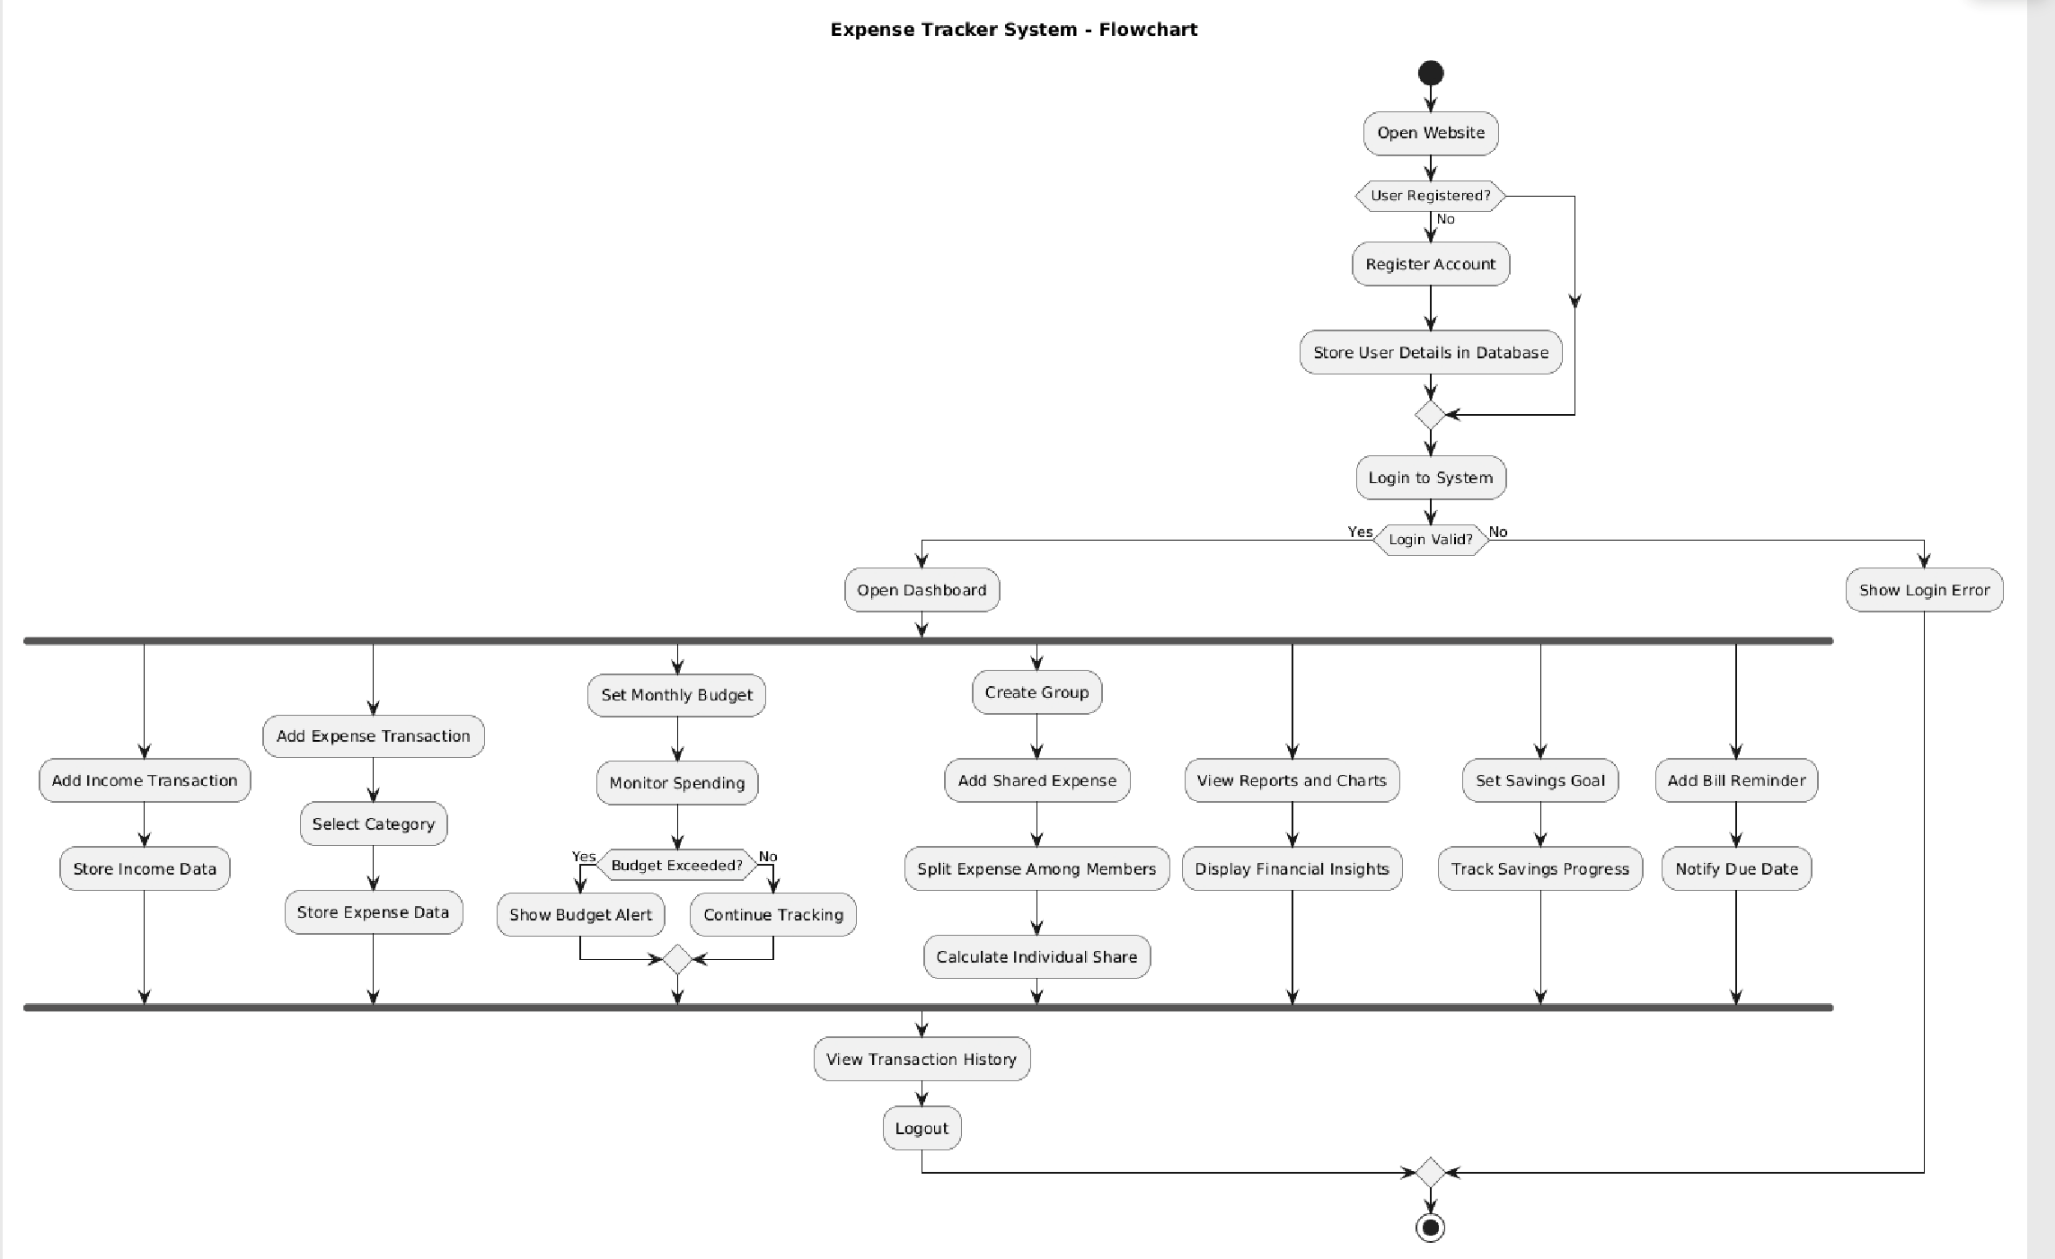 Expense Tracker System - Flowchart
Open Website
User Registered?
No
Register Account
Store User Details in Database
Login to System
Yes
Login Valid?
No
Open Dashboard
Show Login Error
Add Income Transaction
Store Income Data
Add Expense Transaction
Select Category
Store Expense Data
Set Monthly Budget
Monitor Spending
Yes
Budget Exceeded?
No
Show Budget Alert
Continue Tracking
Create Group
Add Shared Expense
Split Expense Among Members
Calculate Individual Share
View Reports and Charts
Display Financial Insights
Set Savings Goal
Track Savings Progress
Add Bill Reminder
Notify Due Date
View Transaction History
Logout